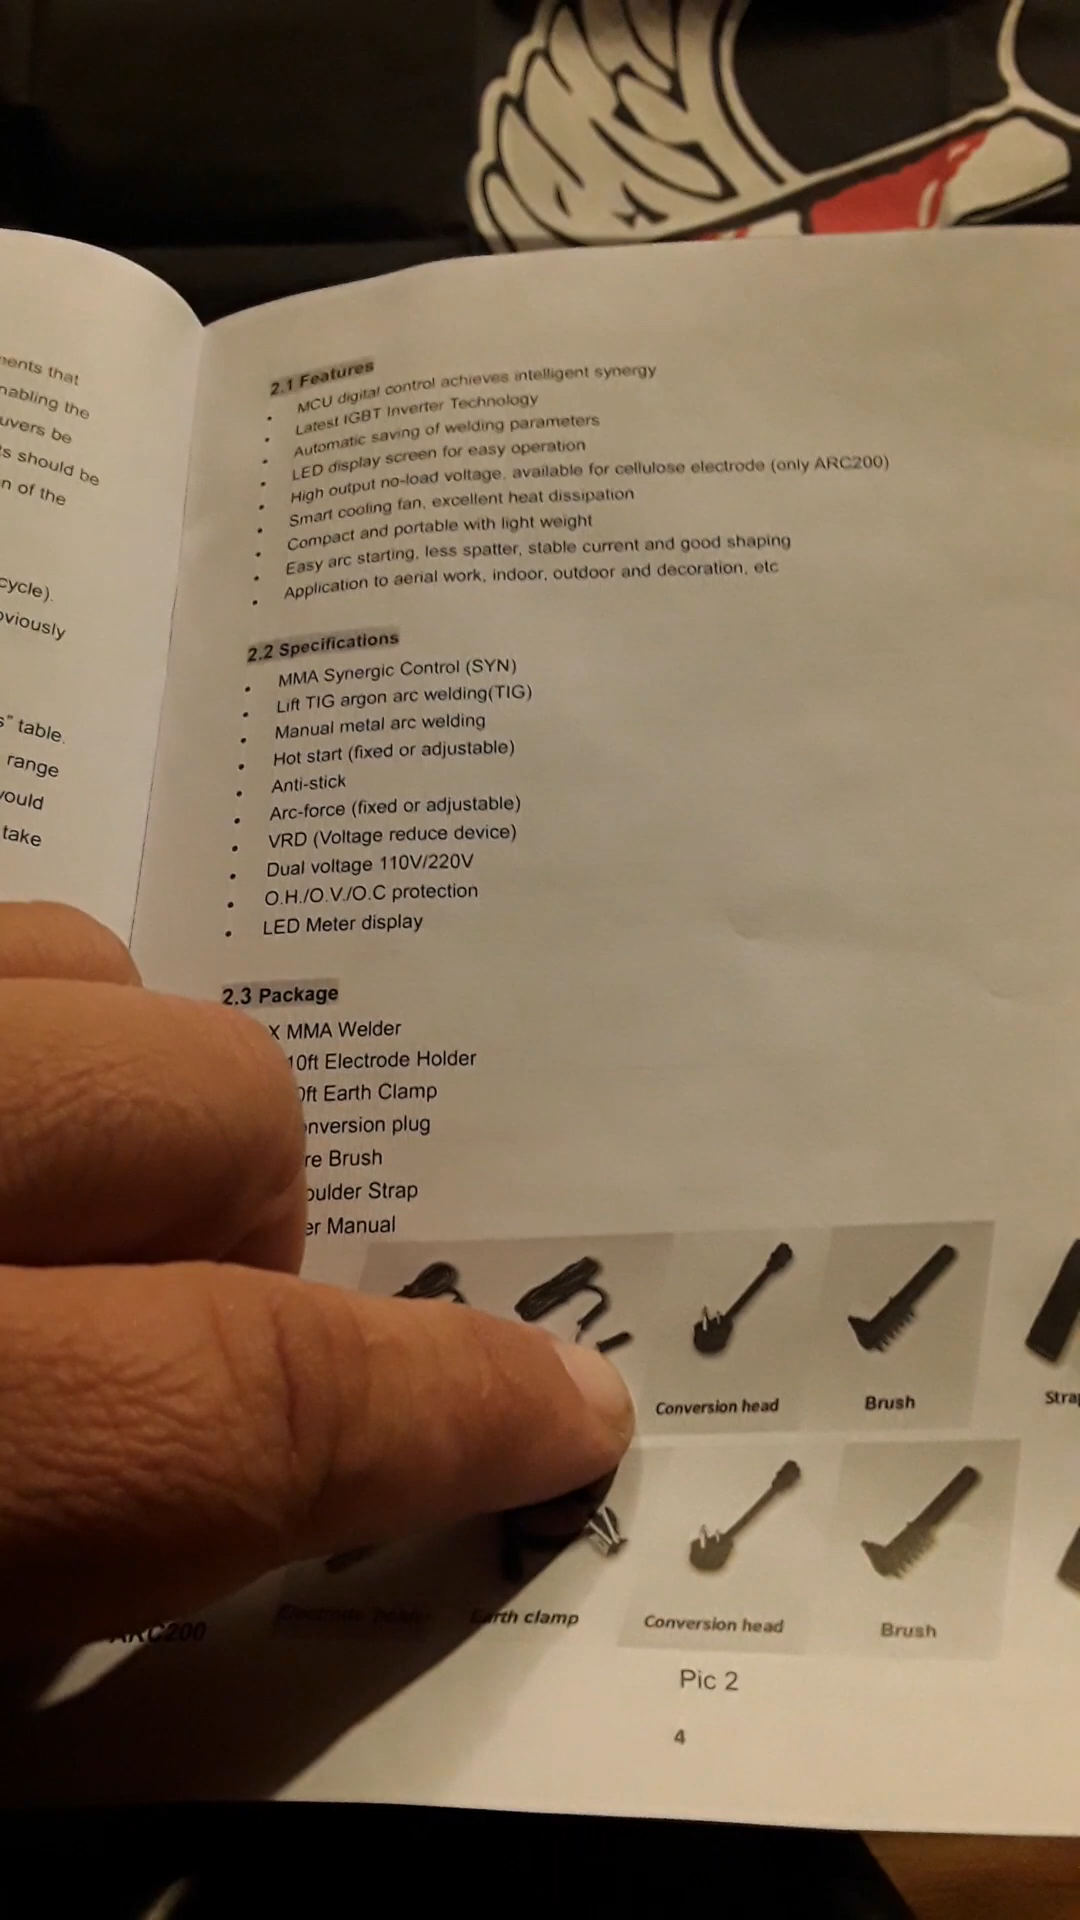 ents that
nabling the
uvers be
s should be
n of the
cycle).
viously
s" table.
range
ould
take
2.1 Features
• MCU digital control achieves intelligent synergy
• Latest IGBT Inverter Technology
• Automatic saving of welding parameters
• LED display screen for easy operation
• High output no-load voltage, available for cellulose electrode (only ARC200)
• Smart cooling fan, excellent heat dissipation
• Compact and portable with light weight
• Easy arc starting, less spatter, stable current and good shaping
• Application to aerial work, indoor, outdoor and decoration, etc
2.2 Specifications
• MMA Synergic Control (SYN)
• Lift TIG argon arc welding(TIG)
• Manual metal arc welding
• Hot start (fixed or adjustable)
• Anti-stick
• Arc-force (fixed or adjustable)
• VRD (Voltage reduce device)
• Dual voltage 110V/220V
• O.H./O.V./O.C protection
• LED Meter display
2.3 Package
X MMA Welder
10ft Electrode Holder
ft Earth Clamp
nversion plug
re Brush
oulder Strap
er Manual
Conversion head Brush Stra
ARC200 Electrode holder Earth clamp Conversion head Brush
Pic 2
4